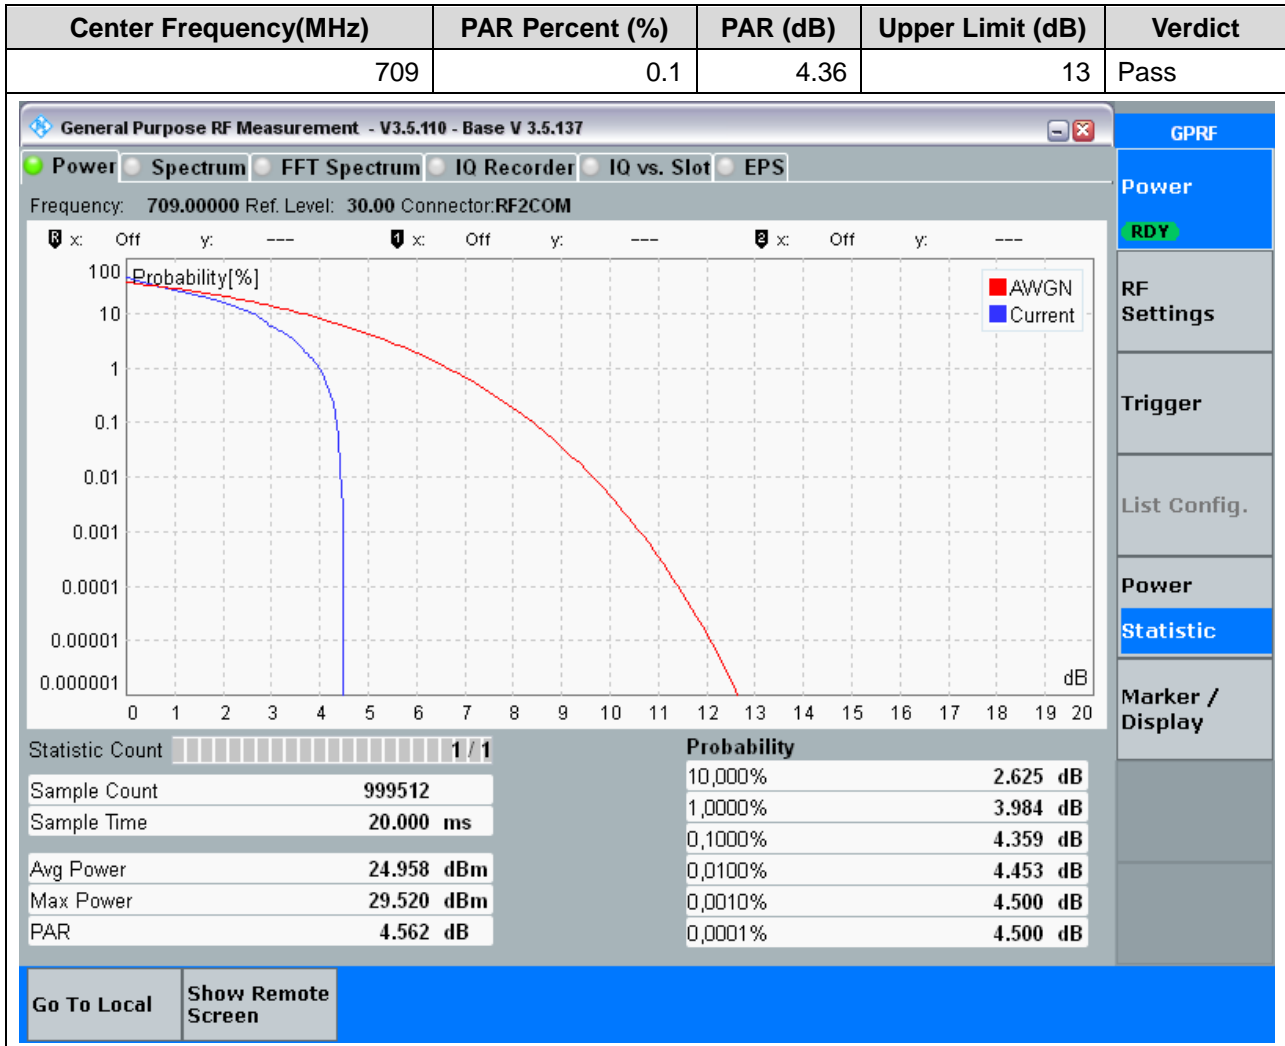 Center Frequency(MHz) PAR Percent (%) PAR (dB) Upper Limit (dB) Verdict
709 0.1 4.36 13 Pass
General Purpose RF Measurement - V3.5.110 - Base V 3.5.137
GPRF
Power Spectrum FFT Spectrum IQ Recorder IQ vs. Slot EPS
Power
RDY
Frequency: 709.00000 Ref. Level: 30.00 Connector:RF2COM
R x: Off y: --- 1 x: Off y: --- 2 x: Off y: ---
Probability[%]
100
10
1
0.1
0.01
0.001
0.0001
0.00001
0.000001
AWGN
Current
dB
0 1 2 3 4 5 6 7 8 9 10 11 12 13 14 15 16 17 18 19 20
RF
Settings
Trigger
List Config.
Power
Statistic
Marker /
Display
Statistic Count 1 / 1
Sample Count 999512
Sample Time 20.000 ms
Avg Power 24.958 dBm
Max Power 29.520 dBm
PAR 4.562 dB
Probability
10,000% 2.625 dB
1,0000% 3.984 dB
0,1000% 4.359 dB
0,0100% 4.453 dB
0,0010% 4.500 dB
0,0001% 4.500 dB
Go To Local
Show Remote
Screen